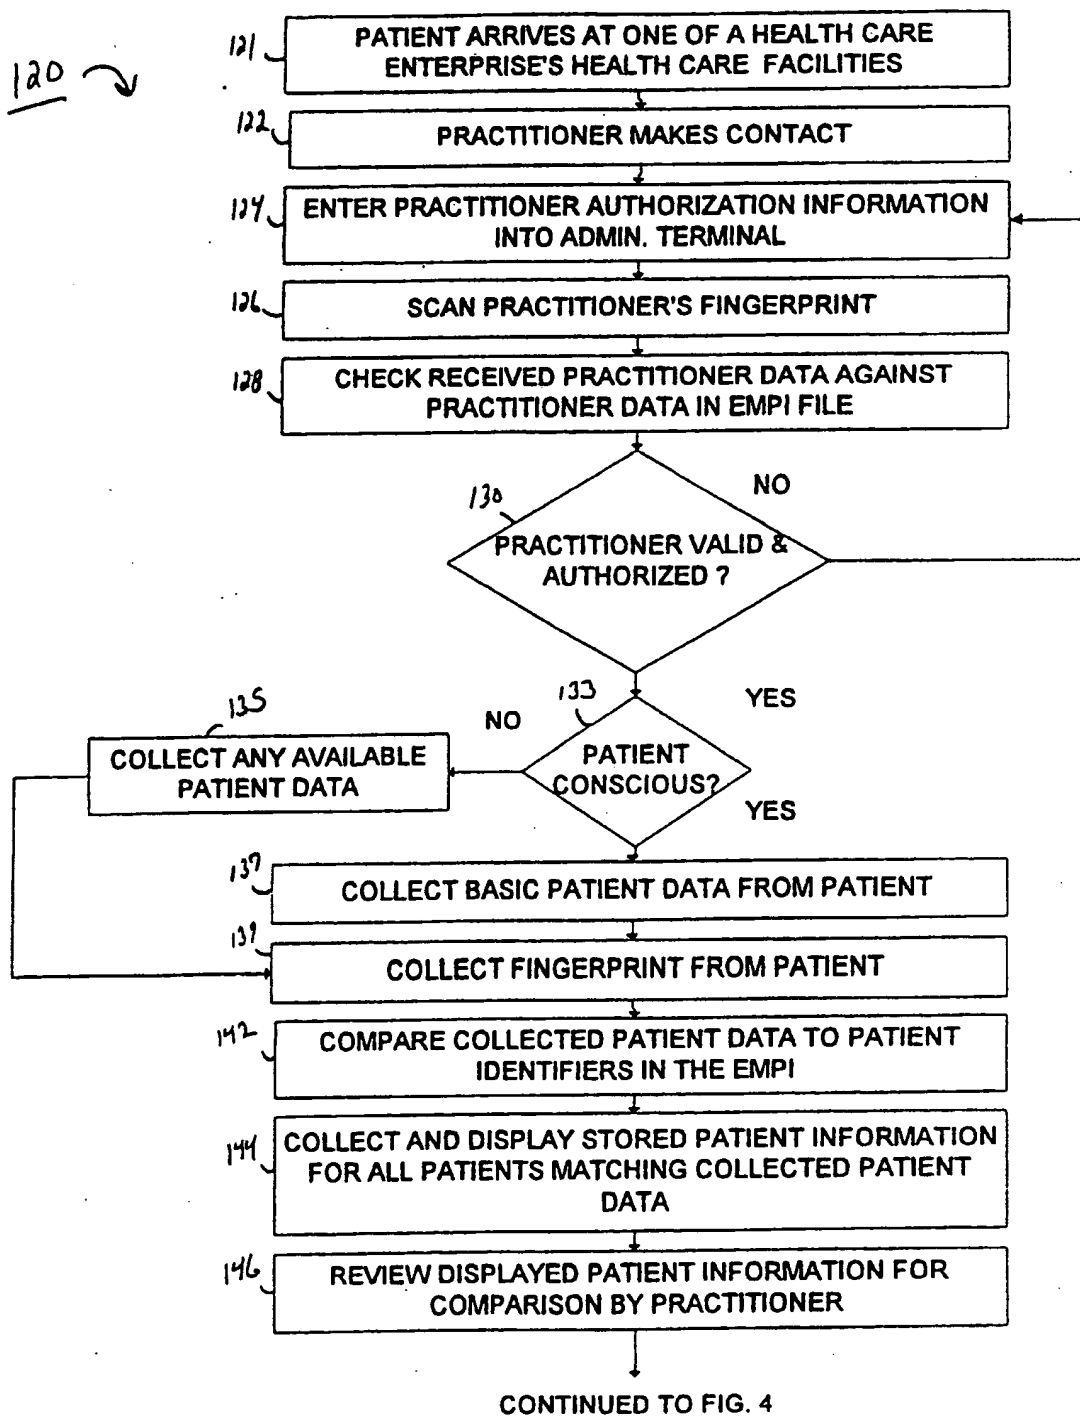 120
121
PATIENT ARRIVES AT ONE OF A HEALTH CARE
ENTERPRISE'S HEALTH CARE FACILITIES
122
PRACTITIONER MAKES CONTACT
124
ENTER PRACTITIONER AUTHORIZATION INFORMATION
INTO ADMIN. TERMINAL
126
SCAN PRACTITIONER'S FINGERPRINT
128
CHECK RECEIVED PRACTITIONER DATA AGAINST
PRACTITIONER DATA IN EMPI FILE
130
NO
PRACTITIONER VALID &
AUTHORIZED ?
YES
133
NO
135
PATIENT
CONSCIOUS?
COLLECT ANY AVAILABLE
PATIENT DATA
YES
137
COLLECT BASIC PATIENT DATA FROM PATIENT
139
COLLECT FINGERPRINT FROM PATIENT
142
COMPARE COLLECTED PATIENT DATA TO PATIENT
IDENTIFIERS IN THE EMPI
144
COLLECT AND DISPLAY STORED PATIENT INFORMATION
FOR ALL PATIENTS MATCHING COLLECTED PATIENT
DATA
146
REVIEW DISPLAYED PATIENT INFORMATION FOR
COMPARISON BY PRACTITIONER
CONTINUED TO FIG. 4